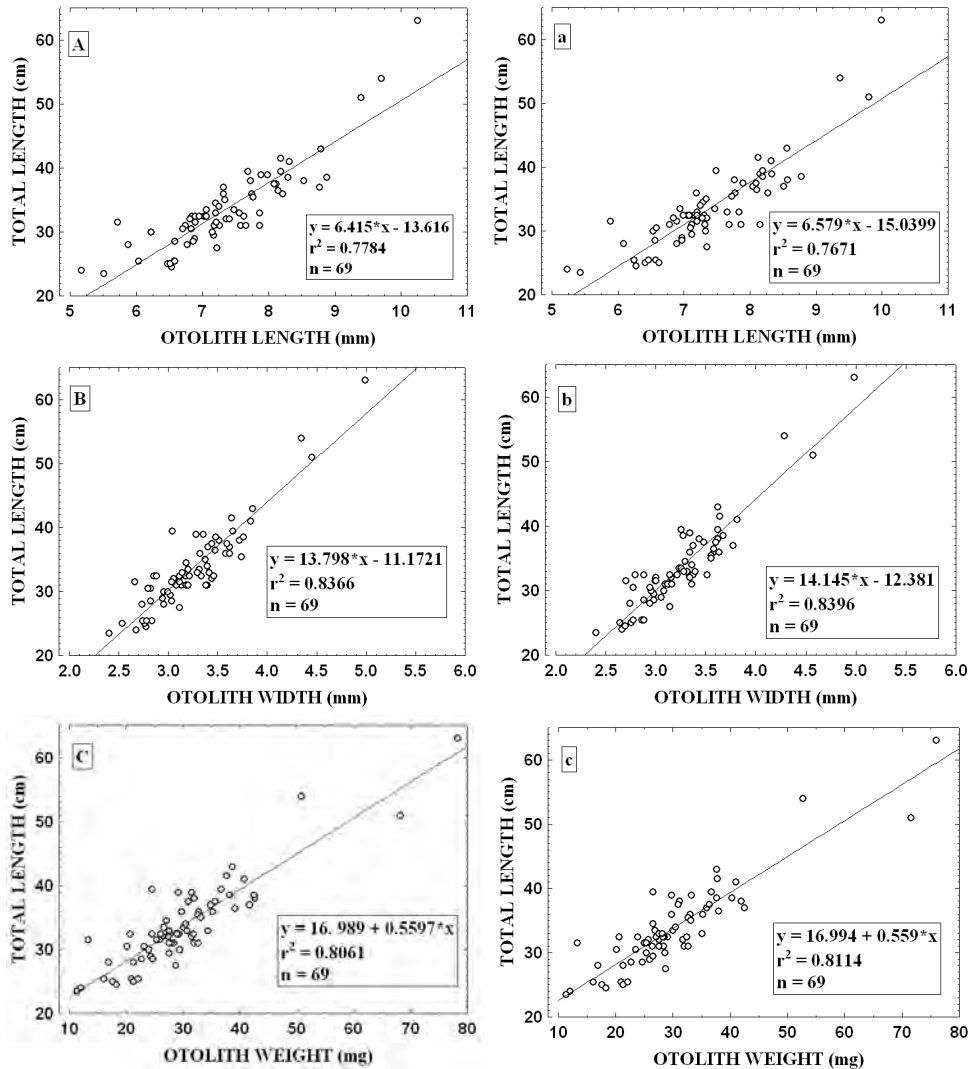 A
TOTAL LENGTH (cm)
60
50
40
30
20
y = 6.415*x - 13.616
r² = 0.7784
n = 69
5 6 7 8 9 10 11
OTOLITH LENGTH (mm)
a
TOTAL LENGTH (cm)
60
50
40
30
20
y = 6.579*x - 15.0399
r² = 0.7671
n = 69
5 6 7 8 9 10 11
OTOLITH LENGTH (mm)
B
TOTAL LENGTH (cm)
60
50
40
30
20
y = 13.798*x - 11.1721
r² = 0.8366
n = 69
2.0 2.5 3.0 3.5 4.0 4.5 5.0 5.5 6.0
OTOLITH WIDTH (mm)
b
TOTAL LENGTH (cm)
60
50
40
30
20
y = 14.145*x - 12.381
r² = 0.8396
n = 69
2.0 2.5 3.0 3.5 4.0 4.5 5.0 5.5 6.0
OTOLITH WIDTH (mm)
C
TOTAL LENGTH (cm)
60
50
40
30
20
y = 16. 989 + 0.5597*x
r² = 0.8061
n = 69
10 20 30 40 50 60 70 80
OTOLITH WEIGHT (mg)
c
TOTAL LENGTH (cm)
60
50
40
30
20
y = 16.994 + 0.559*x
r² = 0.8114
n = 69
10 20 30 40 50 60 70 80
OTOLITH WEIGHT (mg)